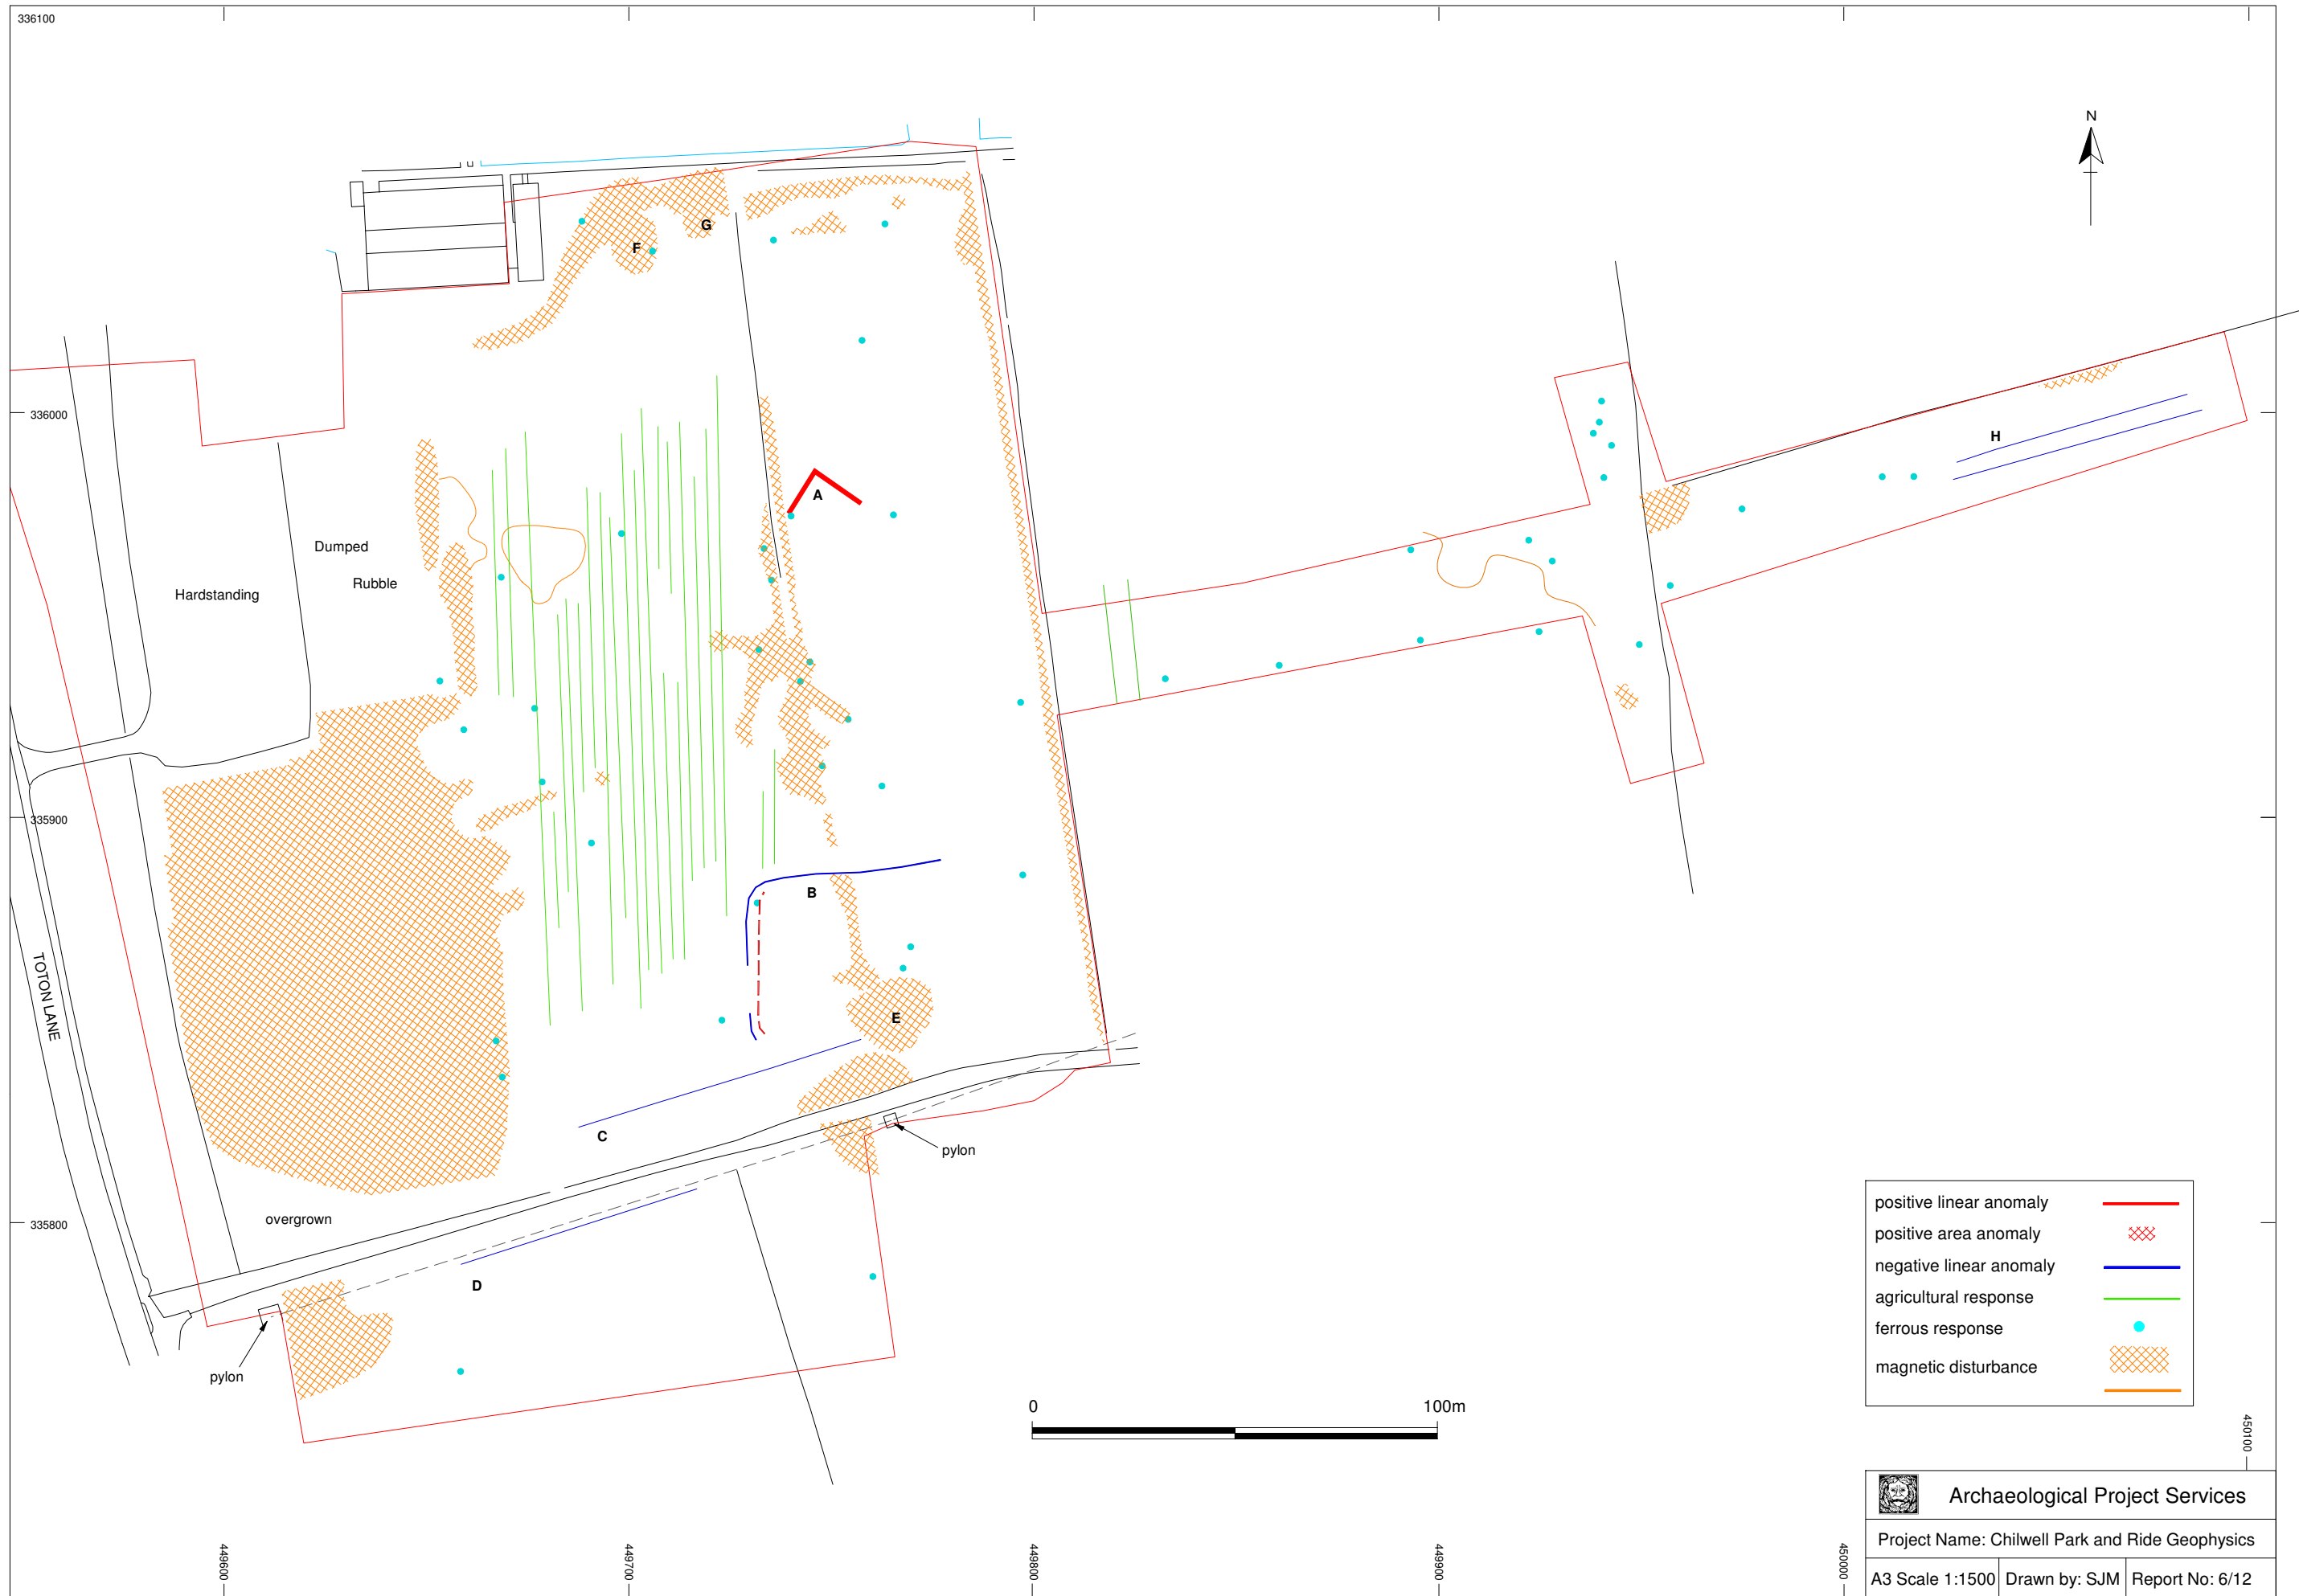 336100
N
G
F
336000
H
A
Dumped
Rubble
Hardstanding
335900
B
TOTON LANE
E
C
pylon
overgrown
335800
D
pylon
positive linear anomaly
positive area anomaly
negative linear anomaly
agricultural response
ferrous response
magnetic disturbance
0 100m
450100
Archaeological Project Services
Project Name: Chilwell Park and Ride Geophysics
A3 Scale 1:1500 Drawn by: SJM Report No: 6/12
449600
449700
449800
449900
450000